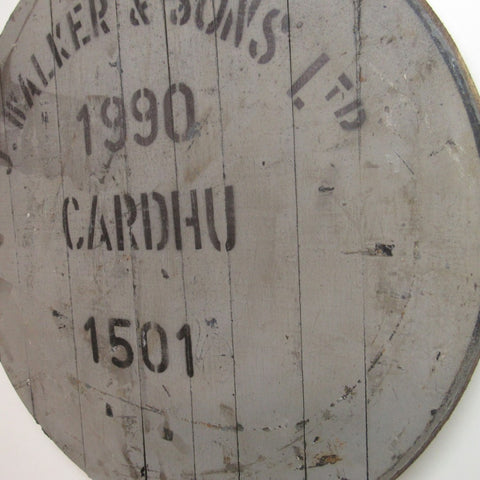 J. WALKER & SONS LTD
1990
CARDHU
1501